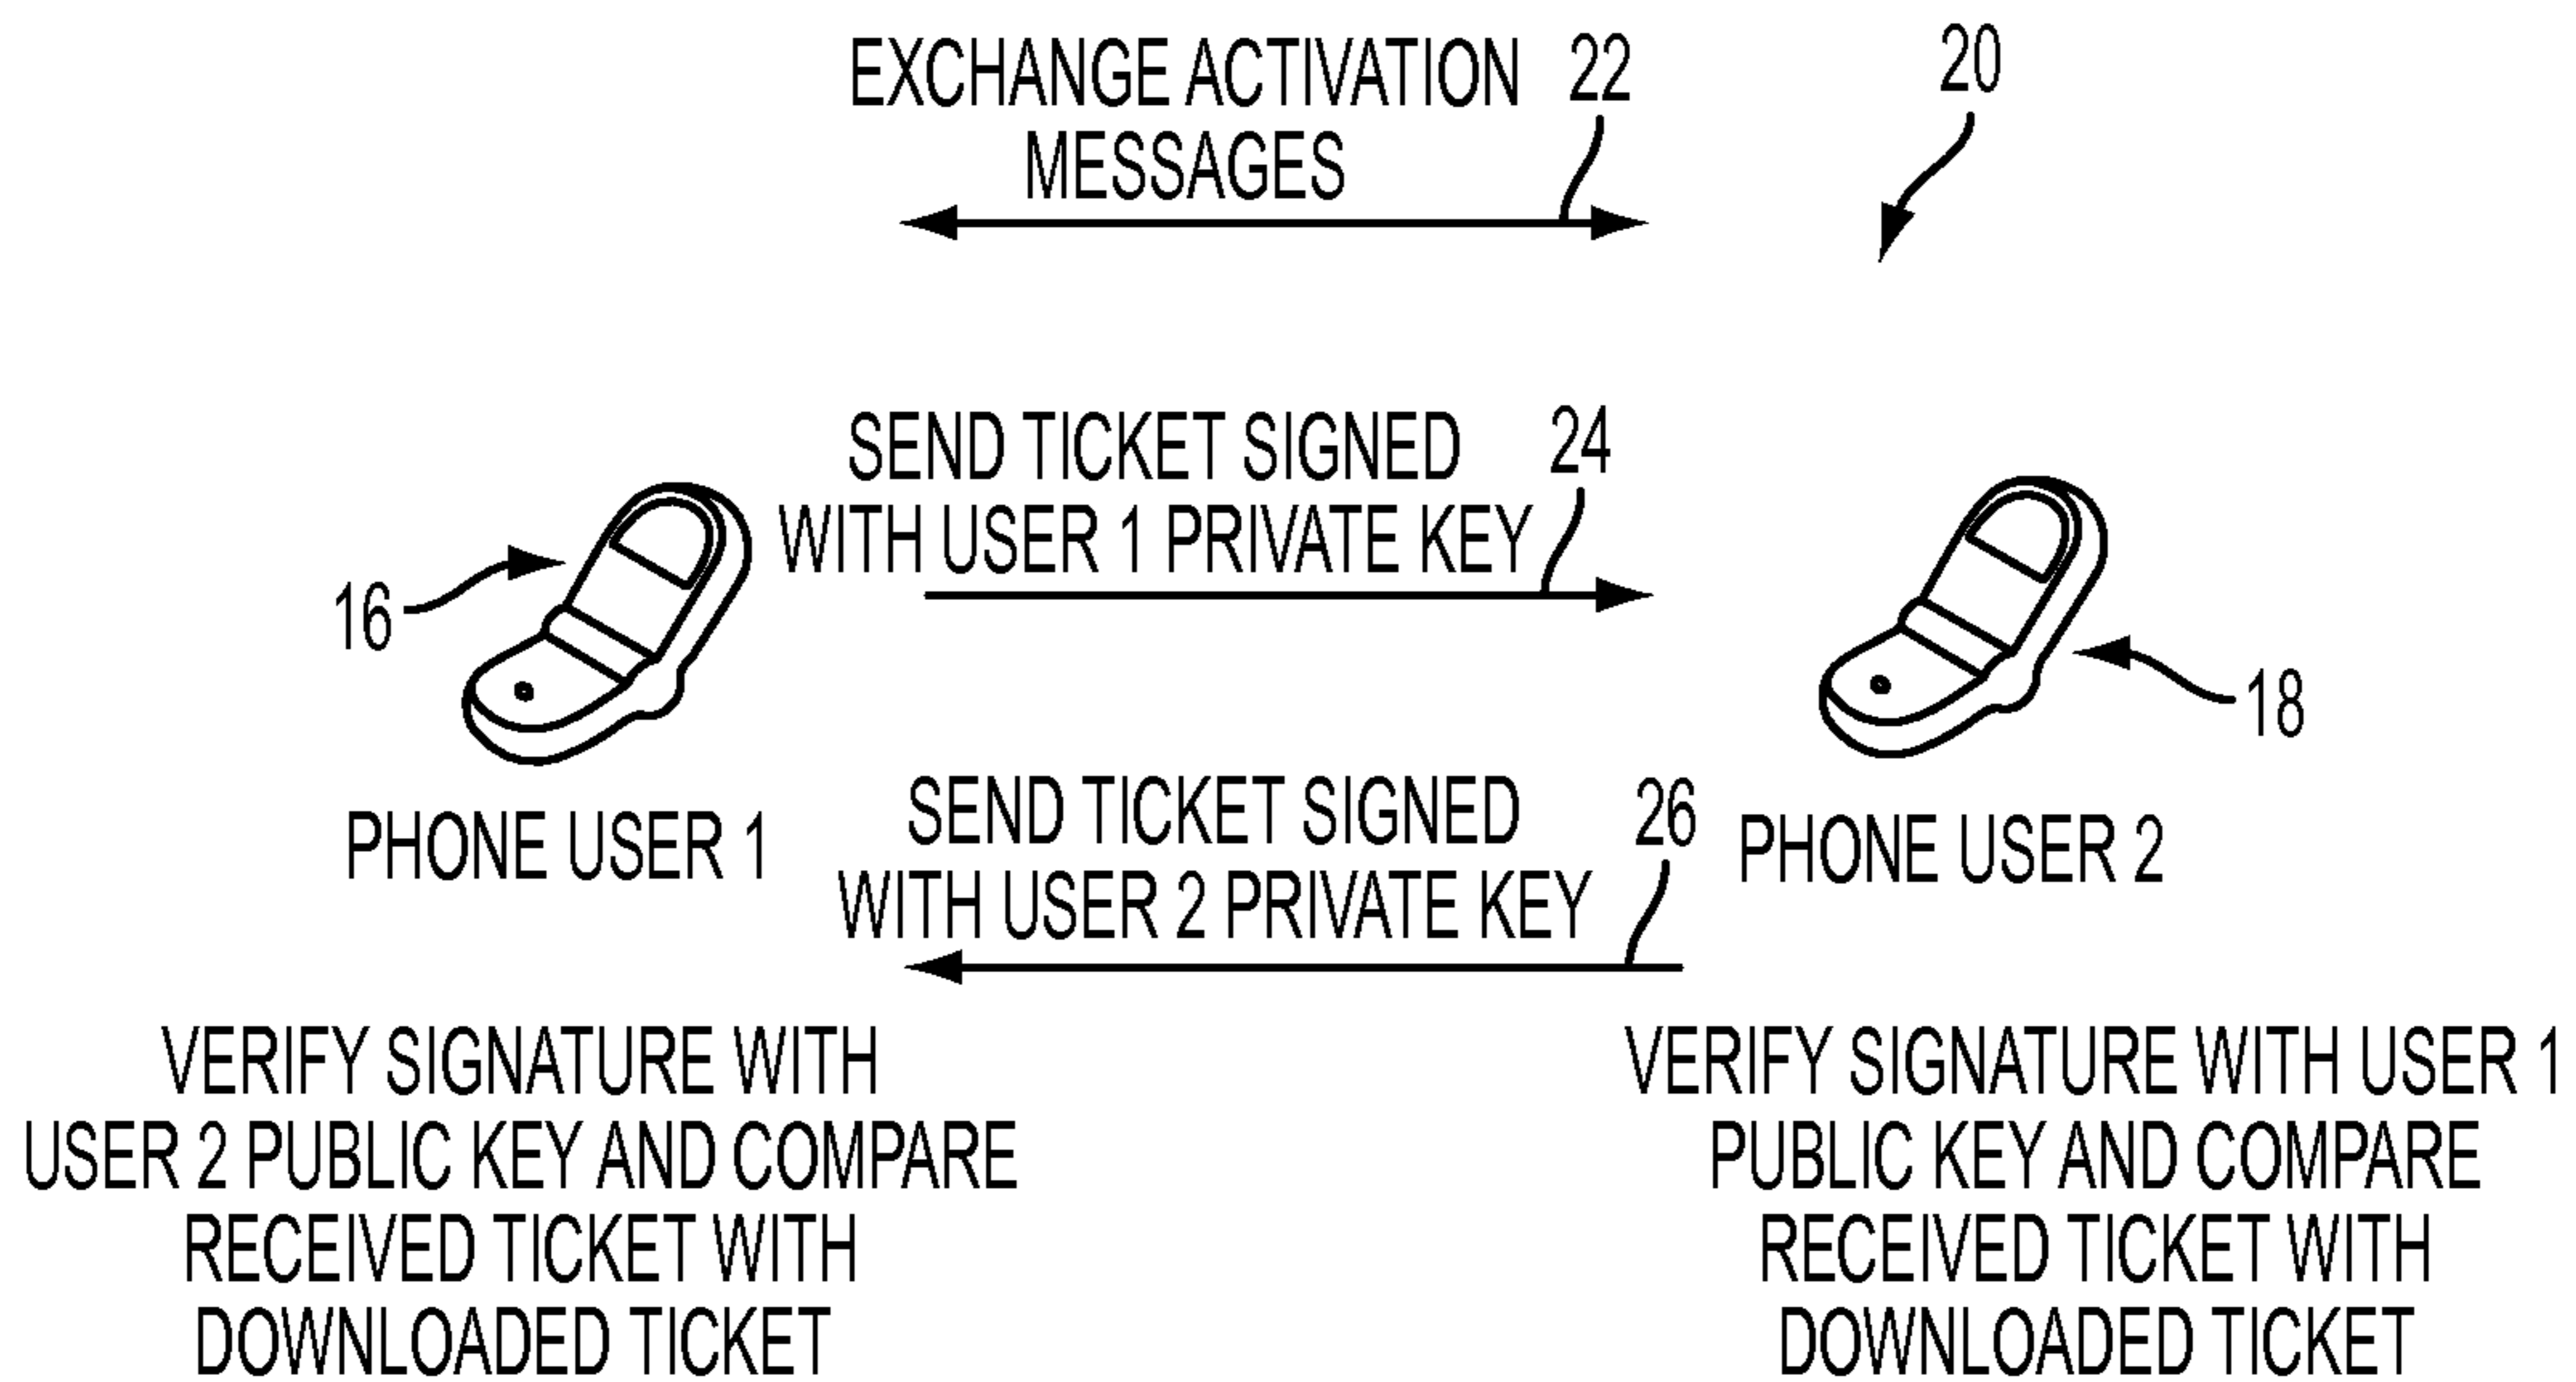 EXCHANGE ACTIVATION 22
MESSAGES
20
SEND TICKET SIGNED 24
WITH USER 1 PRIVATE KEY
16
18
PHONE USER 1
SEND TICKET SIGNED 26
WITH USER 2 PRIVATE KEY
PHONE USER 2
VERIFY SIGNATURE WITH
USER 2 PUBLIC KEY AND COMPARE
RECEIVED TICKET WITH
DOWNLOADED TICKET
VERIFY SIGNATURE WITH USER 1
PUBLIC KEY AND COMPARE
RECEIVED TICKET WITH
DOWNLOADED TICKET